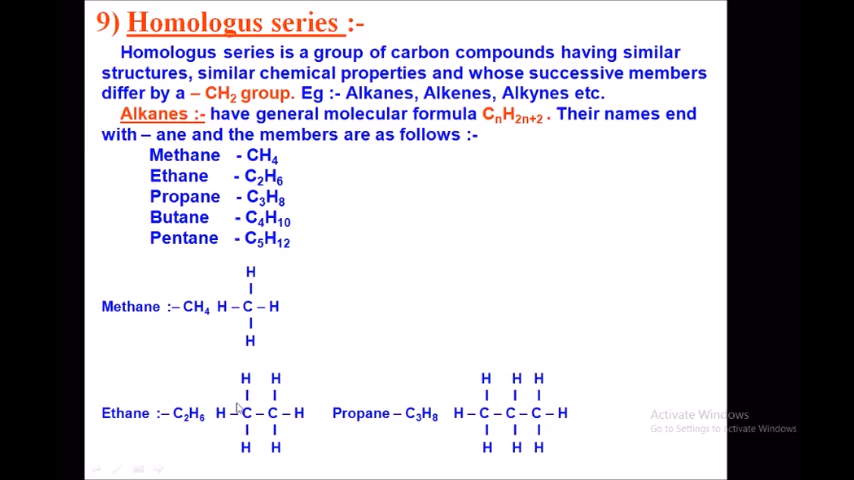 9) Homologus series :-
Homologus series is a group of carbon compounds having similar
structures, similar chemical properties and whose successive members
differ by a – CH₂ group. Eg :- Alkanes, Alkenes, Alkynes etc.
Alkanes :- have general molecular formula CₙH₂ₙ₊₂ . Their names end
with – ane and the members are as follows :-
Methane - CH₄
Ethane - C₂H₆
Propane - C₃H₈
Butane - C₄H₁₀
Pentane - C₅H₁₂
H
I
Methane :– CH₄ H – C – H
I
H
H H H H H
I I I I I
Ethane :– C₂H₆ H – C – C – H Propane – C₃H₈ H – C – C – C – H
I I I I I
H H H H H
Activate Windows
Go to Settings to activate Windows